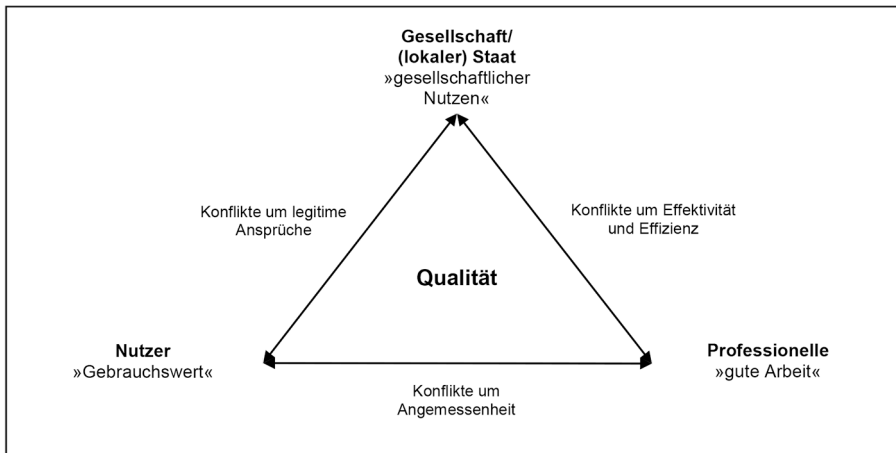 Gesellschaft/
(lokaler) Staat
»gesellschaftlicher
Nutzen«
Konflikte um legitime
Ansprüche
Konflikte um Effektivität
und Effizienz
Qualität
Nutzer
»Gebrauchswert«
Professionelle
»gute Arbeit«
Konflikte um
Angemessenheit